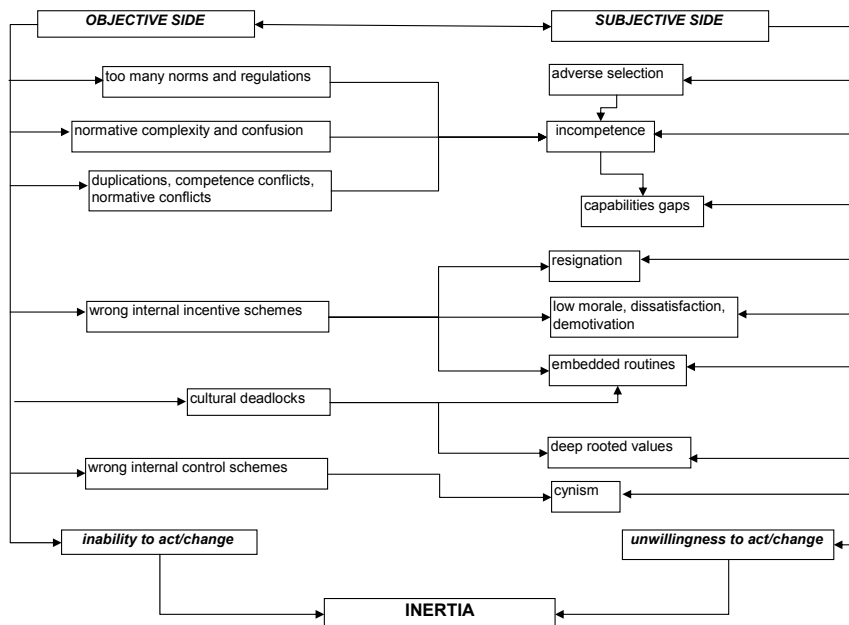 OBJECTIVE SIDE
SUBJECTIVE SIDE
too many norms and regulations
adverse selection
normative complexity and confusion
incompetence
duplications, competence conflicts,
normative conflicts
capabilities gaps
resignation
wrong internal incentive schemes
low morale, dissatisfaction,
demotivation
embedded routines
cultural deadlocks
deep rooted values
wrong internal control schemes
cynism
inability to act/change
unwillingness to act/change
INERTIA